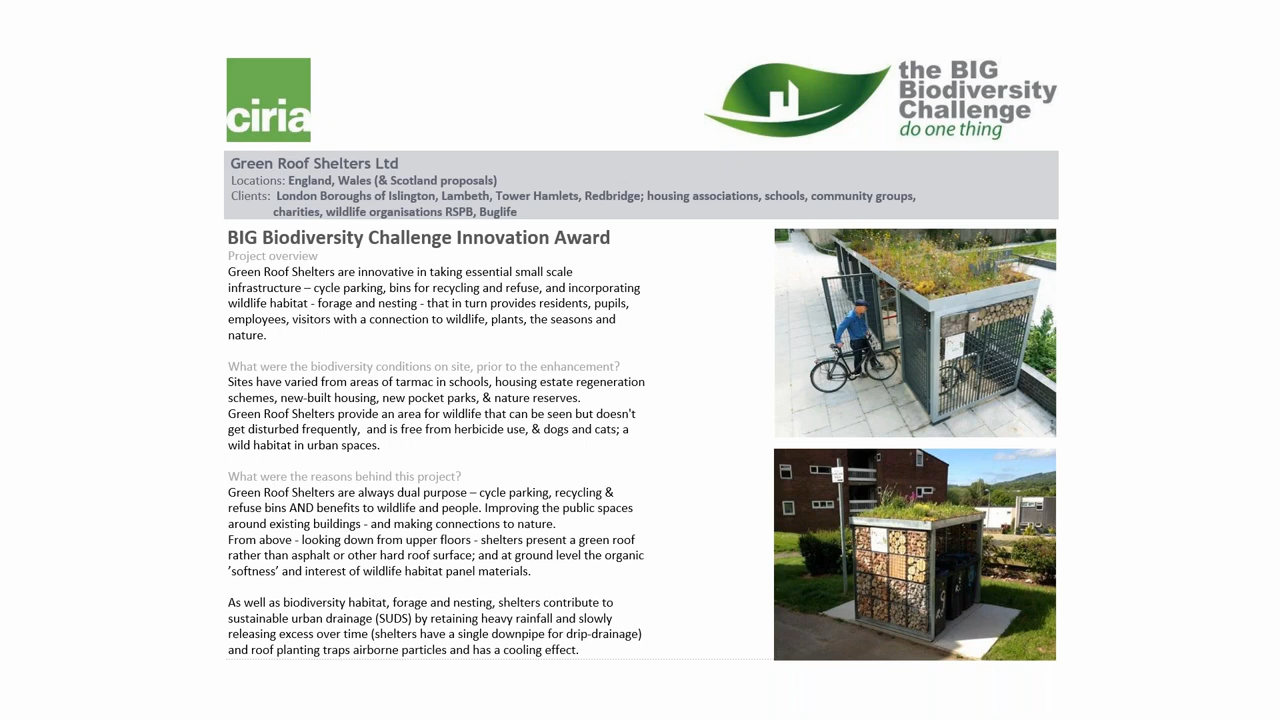 ciria
the BIG
Biodiversity
Challenge
do one thing
Green Roof Shelters Ltd
Locations: England, Wales (& Scotland proposals)
Clients: London Boroughs of Islington, Lambeth, Tower Hamlets, Redbridge; housing associations, schools, community groups,
charities, wildlife organisations RSPB, Buglife
BIG Biodiversity Challenge Innovation Award
Project overview
Green Roof Shelters are innovative in taking essential small scale
infrastructure – cycle parking, bins for recycling and refuse, and incorporating
wildlife habitat - forage and nesting - that in turn provides residents, pupils,
employees, visitors with a connection to wildlife, plants, the seasons and
nature.
What were the biodiversity conditions on site, prior to the enhancement?
Sites have varied from areas of tarmac in schools, housing estate regeneration
schemes, new-built housing, new pocket parks, & nature reserves.
Green Roof Shelters provide an area for wildlife that can be seen but doesn't
get disturbed frequently, and is free from herbicide use, & dogs and cats; a
wild habitat in urban spaces.
What were the reasons behind this project?
Green Roof Shelters are always dual purpose – cycle parking, recycling &
refuse bins AND benefits to wildlife and people. Improving the public spaces
around existing buildings - and making connections to nature.
From above - looking down from upper floors - shelters present a green roof
rather than asphalt or other hard roof surface; and at ground level the organic
’softness’ and interest of wildlife habitat panel materials.
As well as biodiversity habitat, forage and nesting, shelters contribute to
sustainable urban drainage (SUDS) by retaining heavy rainfall and slowly
releasing excess over time (shelters have a single downpipe for drip-drainage)
and roof planting traps airborne particles and has a cooling effect.